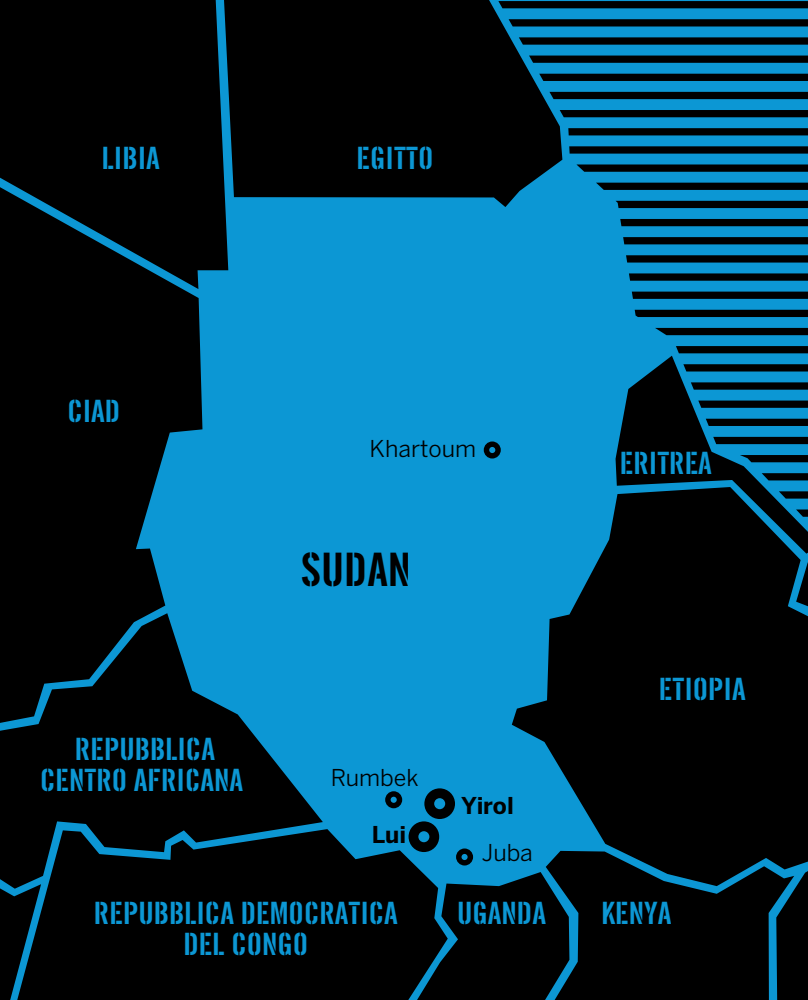 LIBIA
EGITTO
CIAD
Khartoum
ERITREA
SUDAN
ETIOPIA
REPUBBLICA
CENTRO AFRICANA
Rumbek
Yirol
Lui
Juba
REPUBBLICA DEMOCRATICA
DEL CONGO
UGANDA
KENYA